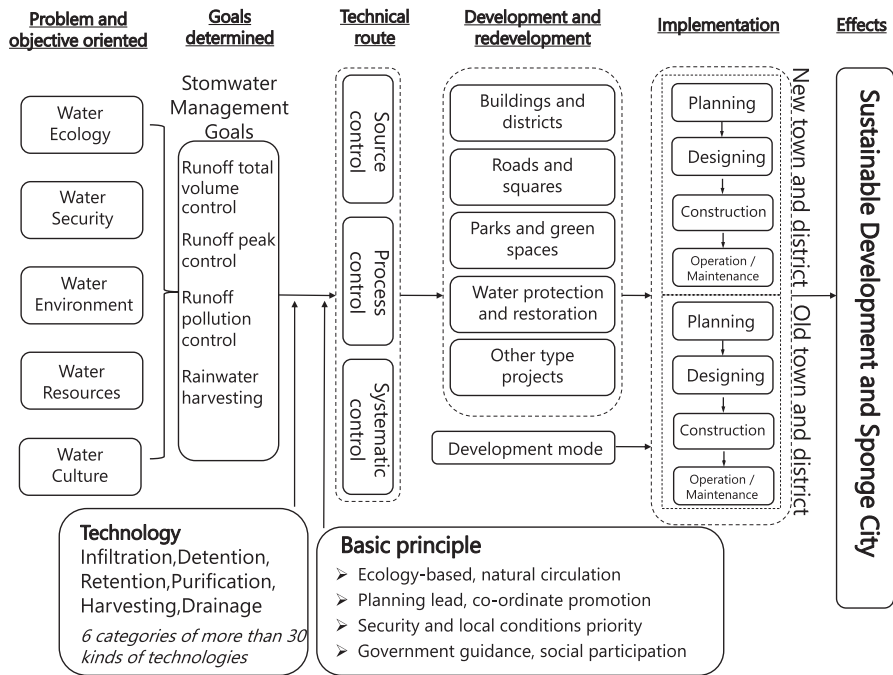 Problem and
objective oriented
Goals
determined
Technical
route
Development and
redevelopment
Implementation
Effects
Water
Ecology
Water
Security
Water
Environment
Water
Resources
Water
Culture
Stomwater
Management
Goals
Runoff total
volume
control
Runoff peak
control
Runoff
pollution
control
Rainwater
harvesting
Source
control
Process
control
Systematic
control
Buildings and
districts
Roads and
squares
Parks and green
spaces
Water protection
and restoration
Other type
projects
Development mode
Planning
Designing
Construction
Operation /
Maintenance
New town and district
Planning
Designing
Construction
Operation /
Maintenance
Old town and district
Sustainable Development and Sponge City
Technology
Infiltration,Detention,
Retention,Purification,
Harvesting,Drainage
6 categories of more than 30
kinds of technologies
Basic principle
➢ Ecology-based, natural circulation
➢ Planning lead, co-ordinate promotion
➢ Security and local conditions priority
➢ Government guidance, social participation